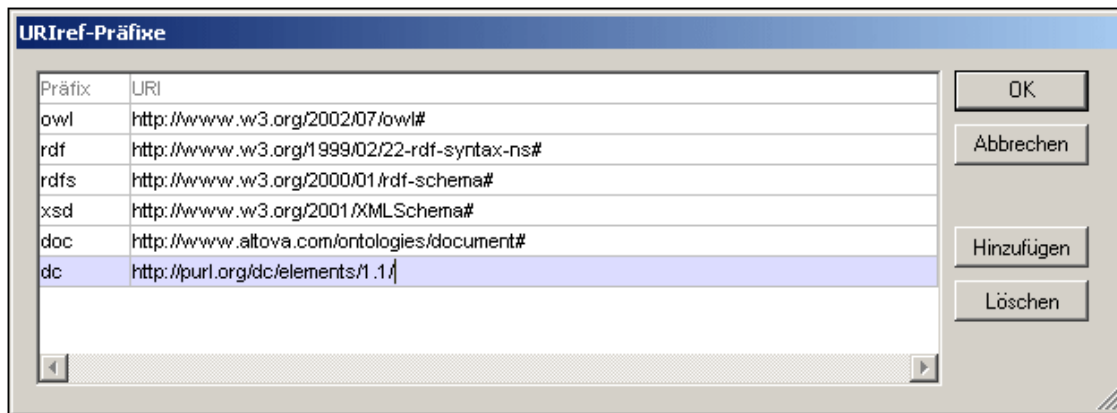 URIref-Präfixe
Präfix URI
owl http://www.w3.org/2002/07/owl#
rdf http://www.w3.org/1999/02/22-rdf-syntax-ns#
rdfs http://www.w3.org/2000/01/rdf-schema#
xsd http://www.w3.org/2001/XMLSchema#
doc http://www.altova.com/ontologies/document#
dc http://purl.org/dc/elements/1.1/
OK
Abbrechen
Hinzufügen
Löschen